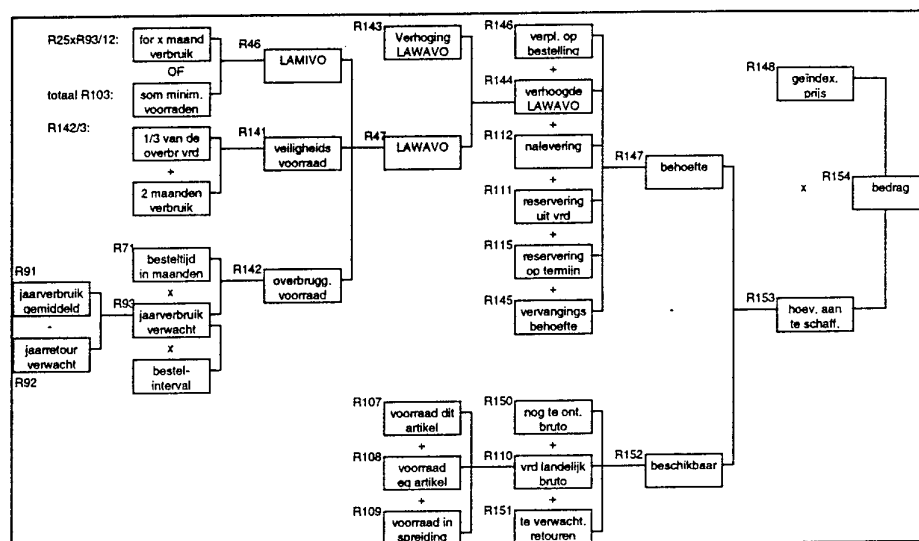 R25xR93/12:
for x maand
verbruik
OF
totaal R103:
som minim.
voorraden
R46
LAMIVO
R142/3:
1/3 van de
overbr vrd
+
2 maanden
verbruik
R141
veiligheids
voorraad
R71
besteltijd
in maanden
x
R91
jaarverbruik
gemiddeld
-
jaarretour
verwacht
R92
R93
jaarverbruik
verwacht
x
bestel-
interval
R142
overbrugg.
voorraad
R143
Verhoging
LAWAVO
R47
LAWAVO
R146
verpl. op
bestelling
+
R144
verhoogde
LAWAVO
+
R112
nalevering
+
R111
reservering
uit vrd
+
R115
reservering
op termijn
+
R145
vervangings
behoefte
R147
behoefte
-
R107
voorraad dit
artikel
+
R108
voorraad
eq artikel
+
R109
voorraad in
spreiding
R150
nog te ont.
bruto
+
R110
vrd landelijk
bruto
+
R151
te verwacht.
retouren
R152
beschikbaar
R148
geïndex.
prijs
x
R154
bedrag
R153
hoev. aan
te schaff.